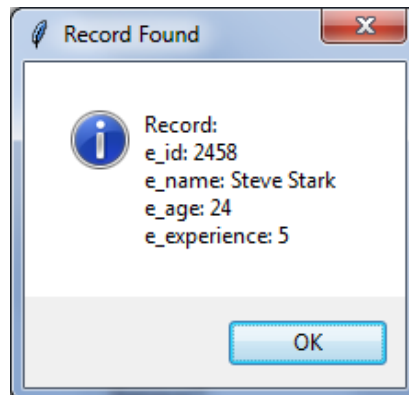 Record Found
Record:
e_id: 2458
e_name: Steve Stark
e_age: 24
e_experience: 5
OK